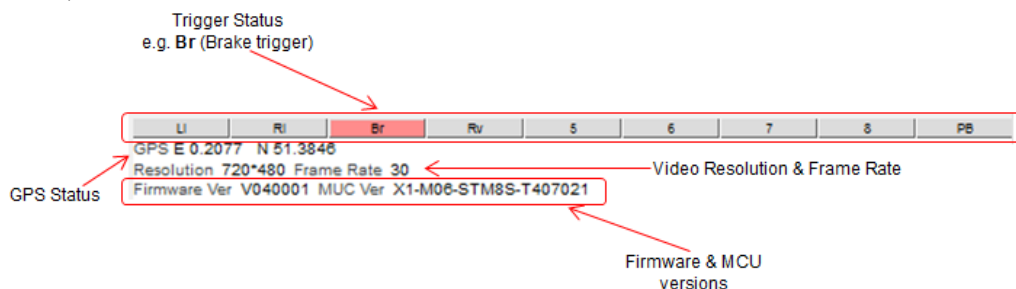 Trigger Status
e.g. Br (Brake trigger)
LI RI Br Rv 5 6 7 8 PB
GPS E 0.2077 N 51.3846
Resolution 720*480 Frame Rate 30
Video Resolution & Frame Rate
GPS Status
Firmware Ver V040001 MUC Ver X1-M06-STM8S-T407021
Firmware & MCU
versions